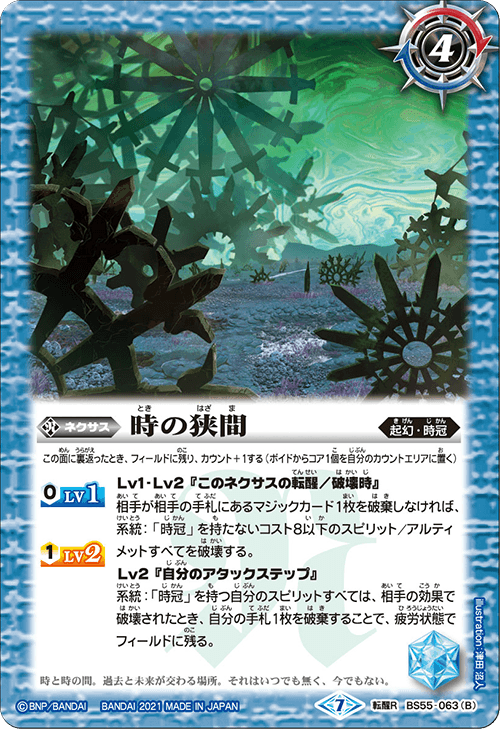 4
ネクサス 時の狭間 起幻・時冠
この面に裏返ったとき、フィールドに残り、カウント+1する(ボイドからコア1個を自分のカウントエリアに置く)
0 LV1 Lv1・Lv2『このネクサスの転醒/破壊時』
相手が相手の手札にあるマジックカード1枚を破棄しなければ、
系統:「時冠」を持たないコスト8以下のスピリット/アルティ
1 LV2 メットすべてを破壊する。
Lv2『自分のアタックステップ』
系統:「時冠」を持つ自分のスピリットすべては、相手の効果で
破壊されたとき、自分の手札1枚を破棄することで、疲労状態で
フィールドに残る。
時と時の間。過去と未来が交わる場所。それはいつでも無く、今でもない。
illustration:津田 沼人
©BNP/BANDAI BANDAI 2021 MADE IN JAPAN 7 転醒R BS55-063(B)